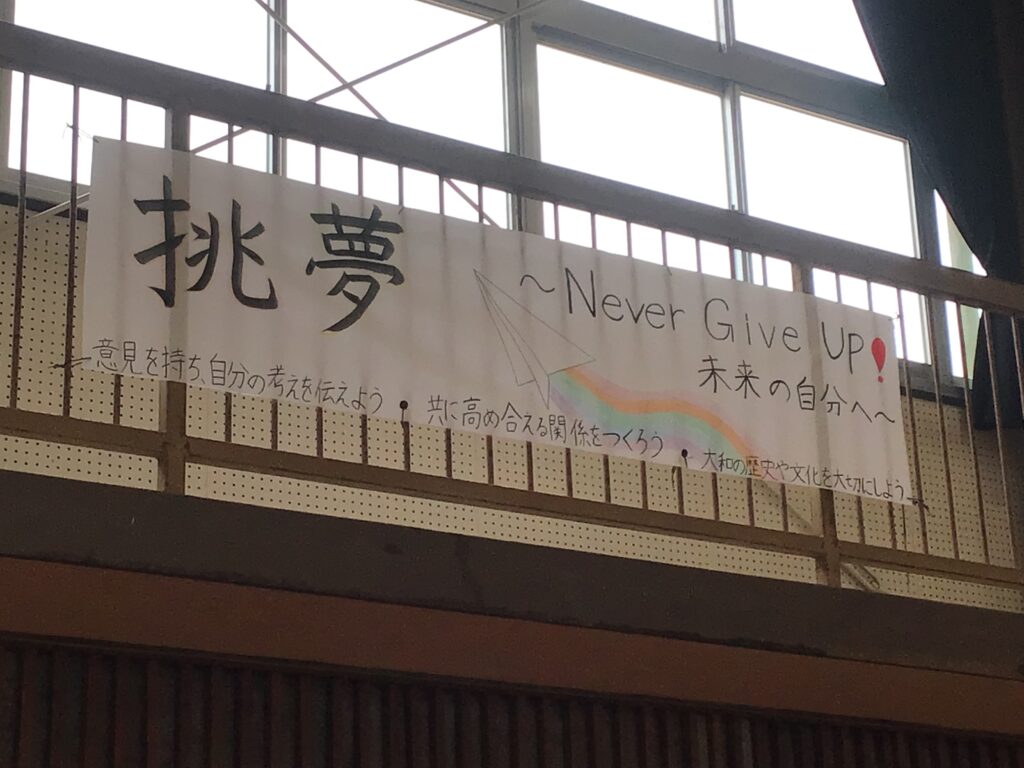 挑夢
～Never Give UP!
未来の自分へ～
意見を持ち、自分の考えを伝えよう
共に高め合える関係をつくろう
大和の歴史や文化を大切にしよう